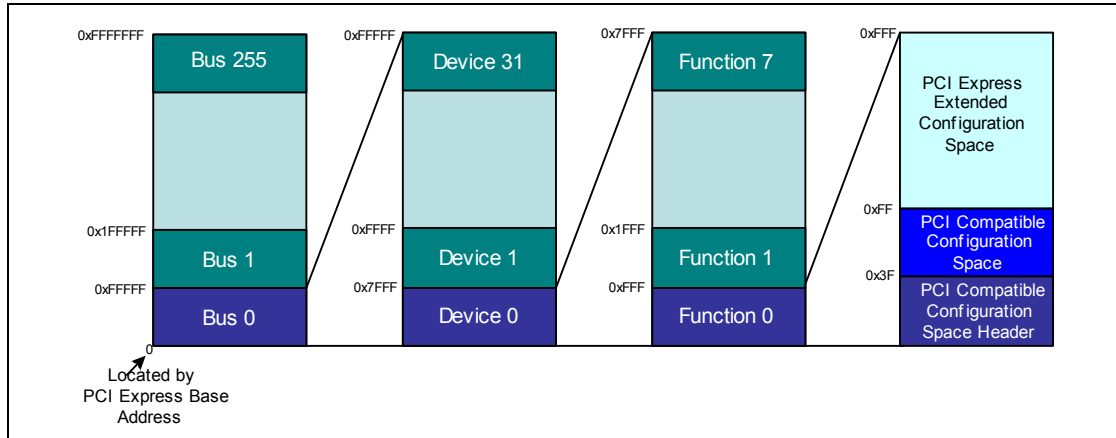 0xFFFFFFF
Bus 255
0x1FFFFF
Bus 1
0xFFFFF
Bus 0
0
Located by
PCI Express Base
Address
0xFFFFF
Device 31
0xFFFF
Device 1
0x7FFF
Device 0
0x7FFF
Function 7
0x1FFF
Function 1
0xFFF
Function 0
0xFFF
PCI Express
Extended
Configuration
Space
0xFF
PCI Compatible
Configuration
Space
0x3F
PCI Compatible
Configuration
Space Header